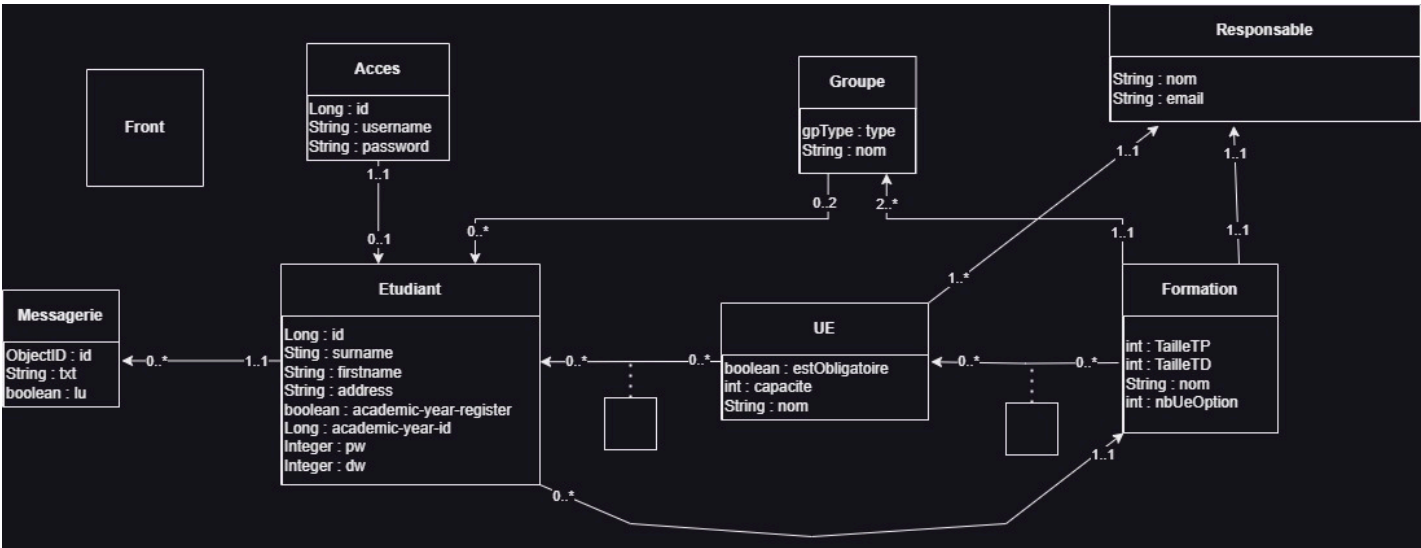 Front
Acces
Long : id
String : username
String : password
1..1
0..1
Groupe
gpType : type
String : nom
0..2
2..*
0..*
1..1
Responsable
String : nom
String : email
1..1
1..1
1..*
1..1
Messagerie
ObjectID : id
String : txt
boolean : lu
0..*
1..1
Etudiant
Long : id
Sting : surname
String : firstname
String : address
boolean : academic-year-register
Long : academic-year-id
Integer : pw
Integer : dw
0..*
0..*
UE
boolean : estObligatoire
int : capacite
String : nom
0..*
0..*
Formation
int : TailleTP
int : TailleTD
String : nom
int : nbUeOption
0..*
1..1